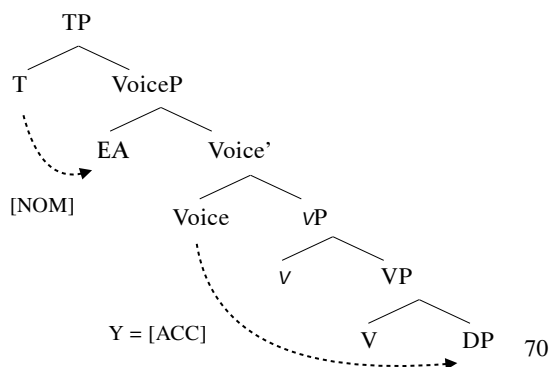 TP
T VoiceP
EA Voice'
[NOM]
Voice vP
v VP
Y = [ACC]
V DP 70